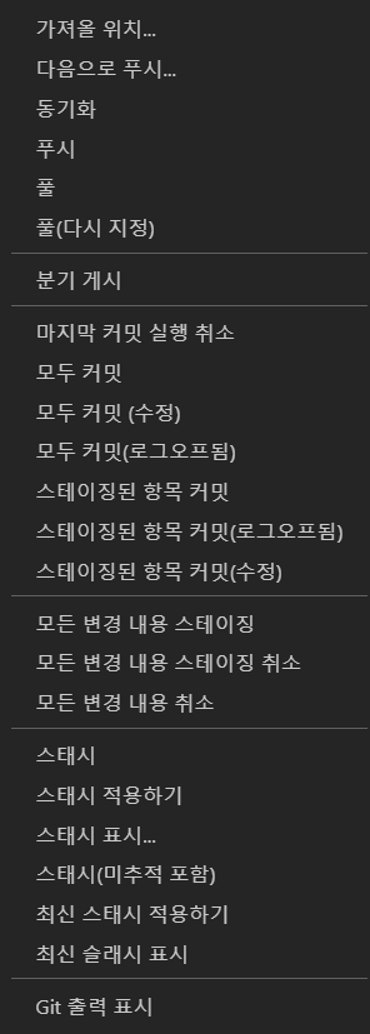 가져올 위치...
다음으로 푸시...
동기화
푸시
풀
풀(다시 지정)
분기 게시
마지막 커밋 실행 취소
모두 커밋
모두 커밋 (수정)
모두 커밋(로그오프됨)
스테이징된 항목 커밋
스테이징된 항목 커밋(로그오프됨)
스테이징된 항목 커밋(수정)
모든 변경 내용 스테이징
모든 변경 내용 스테이징 취소
모든 변경 내용 취소
스태시
스태시 적용하기
스태시 표시...
스태시(미추적 포함)
최신 스태시 적용하기
최신 슬래시 표시
Git 출력 표시